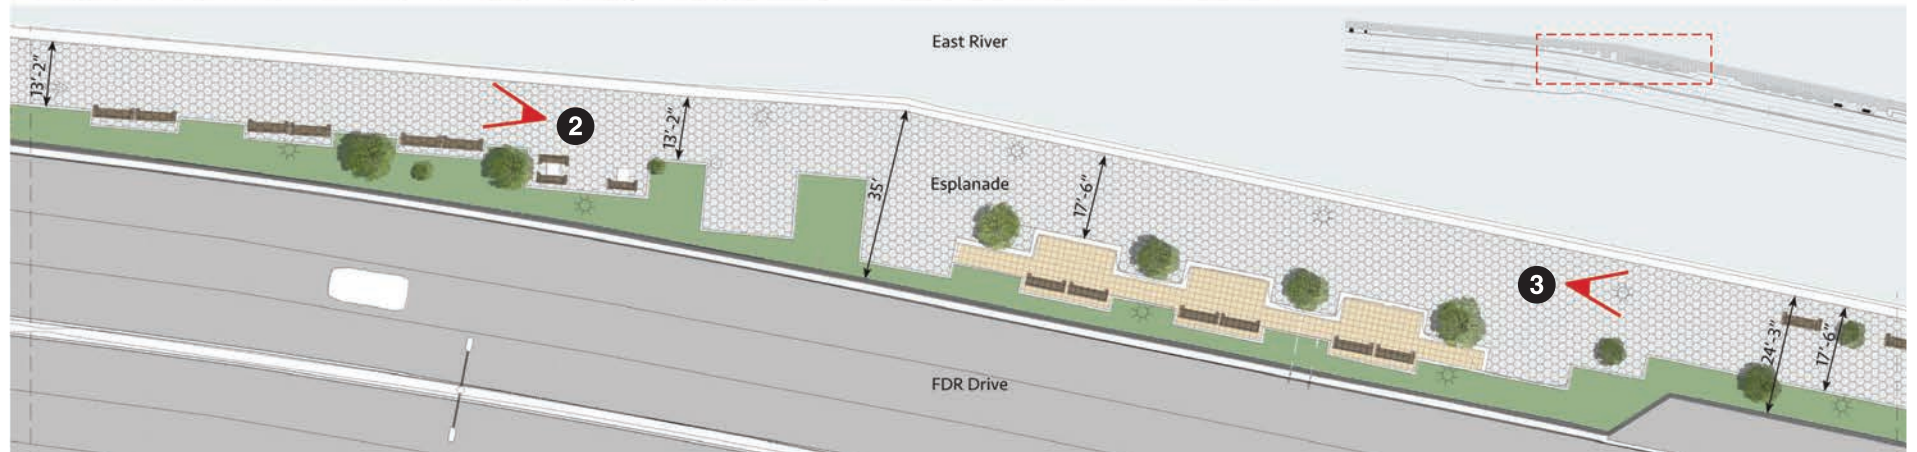 East River
13'-2"
2
13'-2"
35'
Esplanade
17'-6"
3
24'-3"
17'-6"
FDR Drive